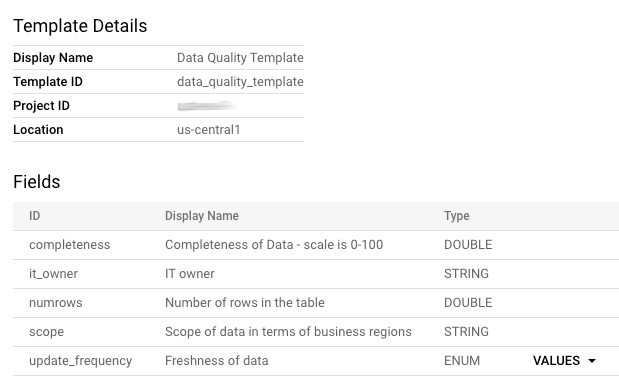 Template Details
Display Name Data Quality Template
Template ID data_quality_template
Project ID
Location us-central1
Fields
ID Display Name Type
completeness Completeness of Data - scale is 0-100 DOUBLE
it_owner IT owner STRING
numrows Number of rows in the table DOUBLE
scope Scope of data in terms of business regions STRING
update_frequency Freshness of data ENUM VALUES